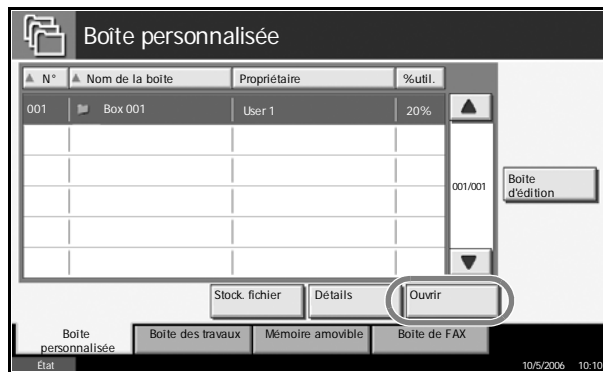 Boîte personnalisée
N° Nom de la boîte Propriétaire %util.
001 Box 001 User 1 20%
001/001
Boîte
d'édition
Stock. fichier Détails Ouvrir
Boîte
personnalisée
Boîte des travaux Mémoire amovible Boîte de FAX
État 10/5/2006 10:10